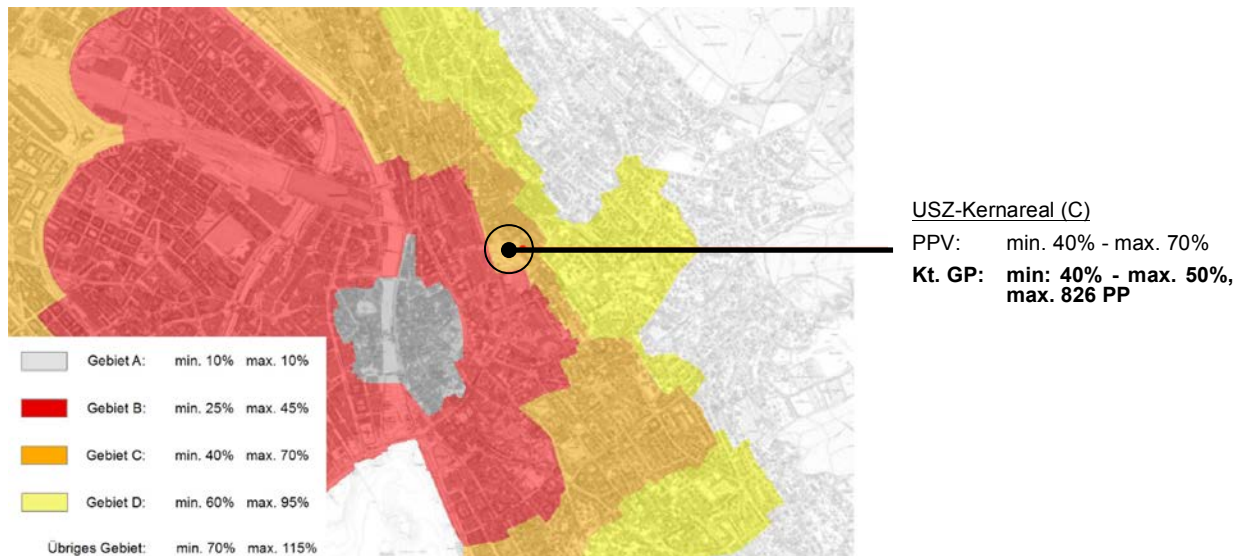 Gebiet A: min. 10% max. 10%
Gebiet B: min. 25% max. 45%
Gebiet C: min. 40% max. 70%
Gebiet D: min. 60% max. 95%
Übriges Gebiet: min. 70% max. 115%
USZ-Kernareal (C)
PPV: min. 40% - max. 70%
Kt. GP: min: 40% - max. 50%,
max. 826 PP